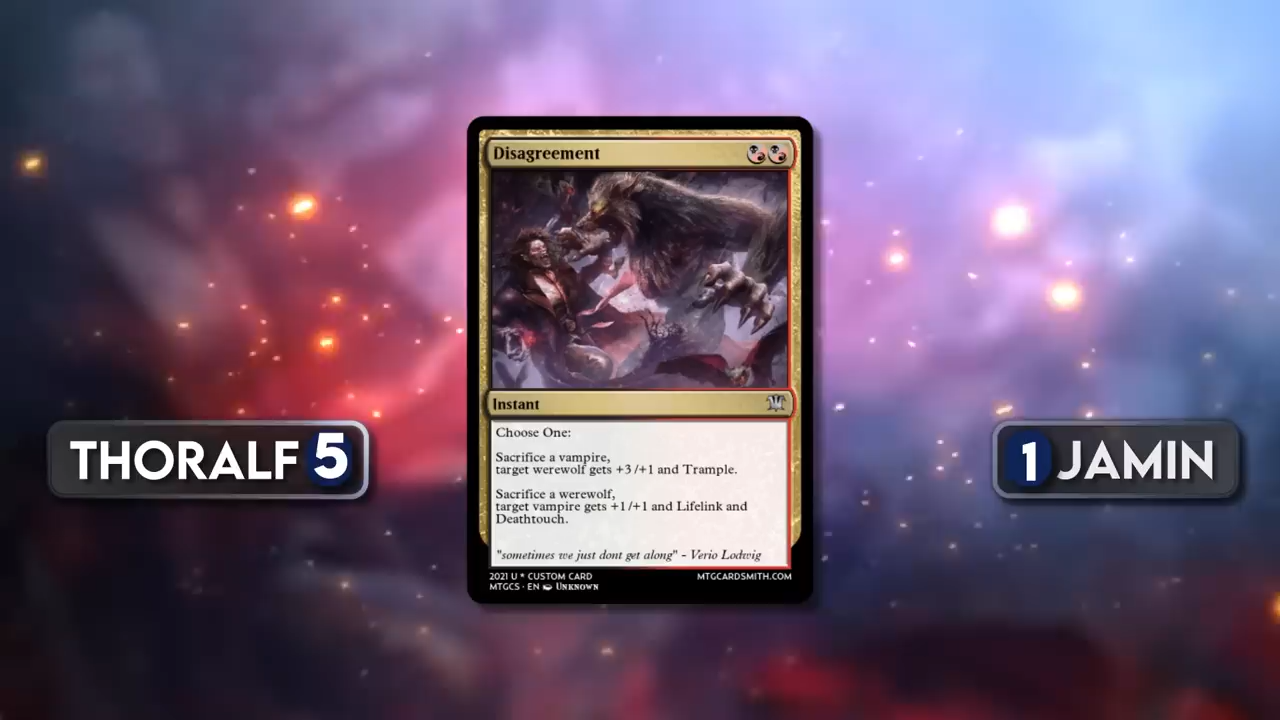 Disagreement
Instant
Choose One:
Sacrifice a vampire,
target werewolf gets +3/+1 and Trample.
Sacrifice a werewolf,
target vampire gets +1/+1 and Lifelink and
Deathtouch.
"sometimes we just dont get along" - Verio Lodwig
2021 U * CUSTOM CARD
MTGCARDSMITH.COM
MTGCS · EN UNKNOWN
THORALF 5
1 JAMIN